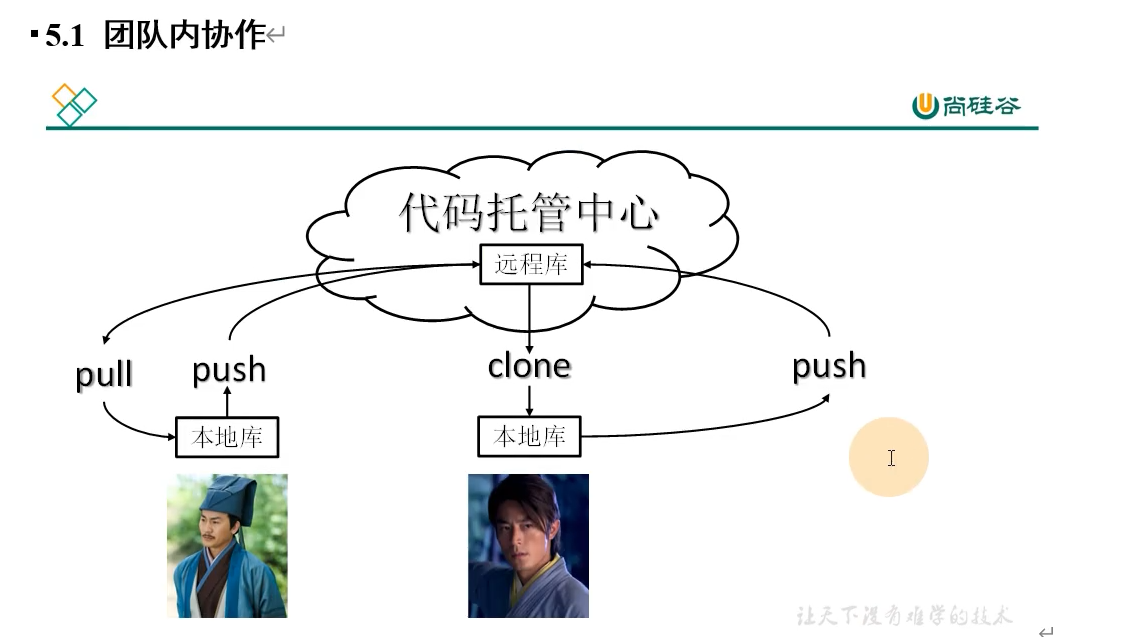 5.1 团队内协作
尚硅谷
代码托管中心
远程库
pull
push
clone
push
本地库
本地库
让天下没有难学的技术